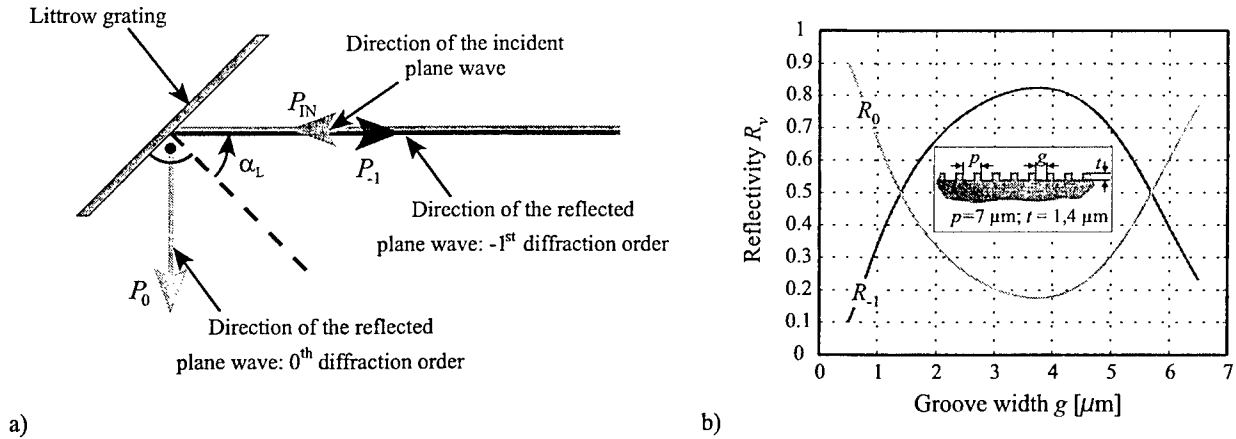 Littrow grating
Direction of the incident
plane wave
P_IN
P_-1
α_L
Direction of the reflected
plane wave: -1st diffraction order
P_0
Direction of the reflected
plane wave: 0th diffraction order
a)
Reflectivity R_v
1
0.9
0.8
0.7
0.6
0.5
0.4
0.3
0.2
0.1
0
R_0
R_-1
p
g
t
p=7 µm; t = 1,4 µm
0 1 2 3 4 5 6 7
Groove width g [µm]
b)